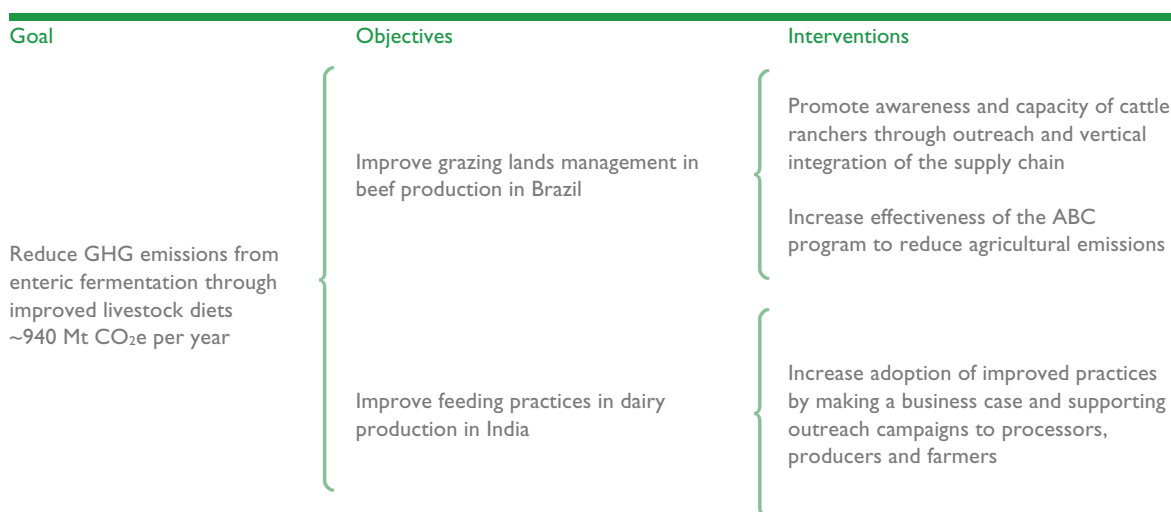 Goal
Objectives
Interventions
Reduce GHG emissions from
enteric fermentation through
improved livestock diets
~940 Mt CO₂e per year
Improve grazing lands management in
beef production in Brazil
Promote awareness and capacity of cattle
ranchers through outreach and vertical
integration of the supply chain
Increase effectiveness of the ABC
program to reduce agricultural emissions
Improve feeding practices in dairy
production in India
Increase adoption of improved practices
by making a business case and supporting
outreach campaigns to processors,
producers and farmers